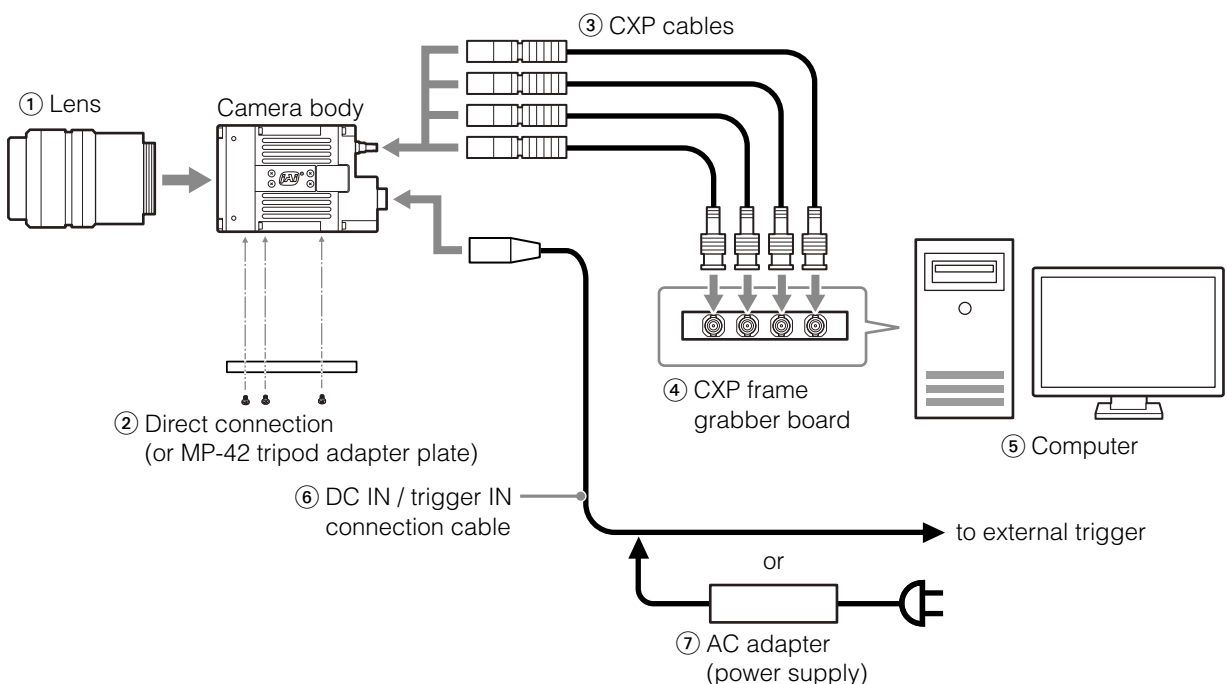 ③ CXP cables
① Lens
Camera body
JAI
④ CXP frame
grabber board
② Direct connection
(or MP-42 tripod adapter plate)
⑤ Computer
⑥ DC IN / trigger IN
connection cable
to external trigger
or
⑦ AC adapter
(power supply)